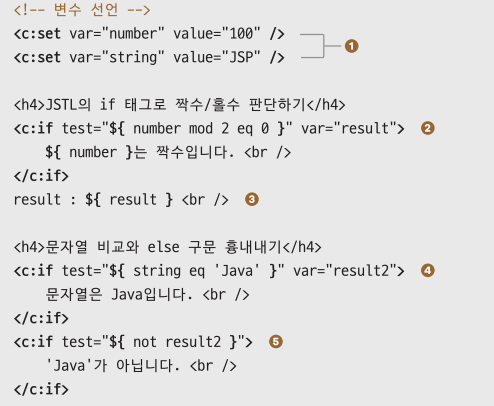 <!-- 변수 선언 -->
<c:set var="number" value="100" />
<c:set var="string" value="JSP" /> ❶
<h4>JSTL의 if 태그로 짝수/홀수 판단하기</h4>
<c:if test="${ number mod 2 eq 0 }" var="result"> ❷
    ${ number }는 짝수입니다. <br />
</c:if>
result : ${ result } <br /> ❸
<h4>문자열 비교와 else 구문 흉내내기</h4>
<c:if test="${ string eq 'Java' }" var="result2"> ❹
    문자열은 Java입니다. <br />
</c:if>
<c:if test="${ not result2 }"> ❺
    'Java'가 아닙니다. <br />
</c:if>